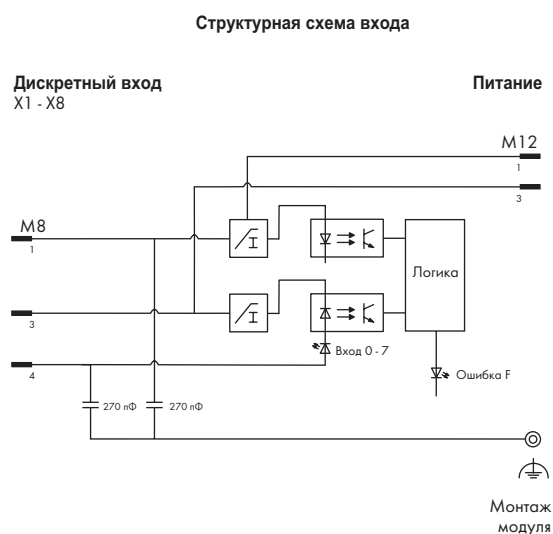 Структурная схема входа
Дискретный вход
X1 - X8
Питание
M12
1
3
M8
1
I
Логика
3
I
4
Вход 0 - 7
Ошибка F
270 пФ
270 пФ
Монтаж
модуля